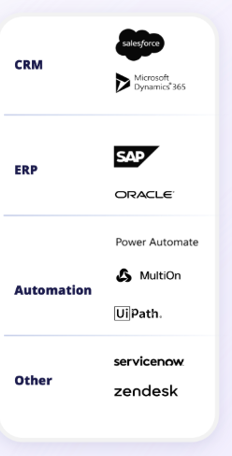 CRM
salesforce
Microsoft
Dynamics 365
ERP
SAP
ORACLE
Automation
Power Automate
MultiOn
UiPath.
Other
servicenow
zendesk